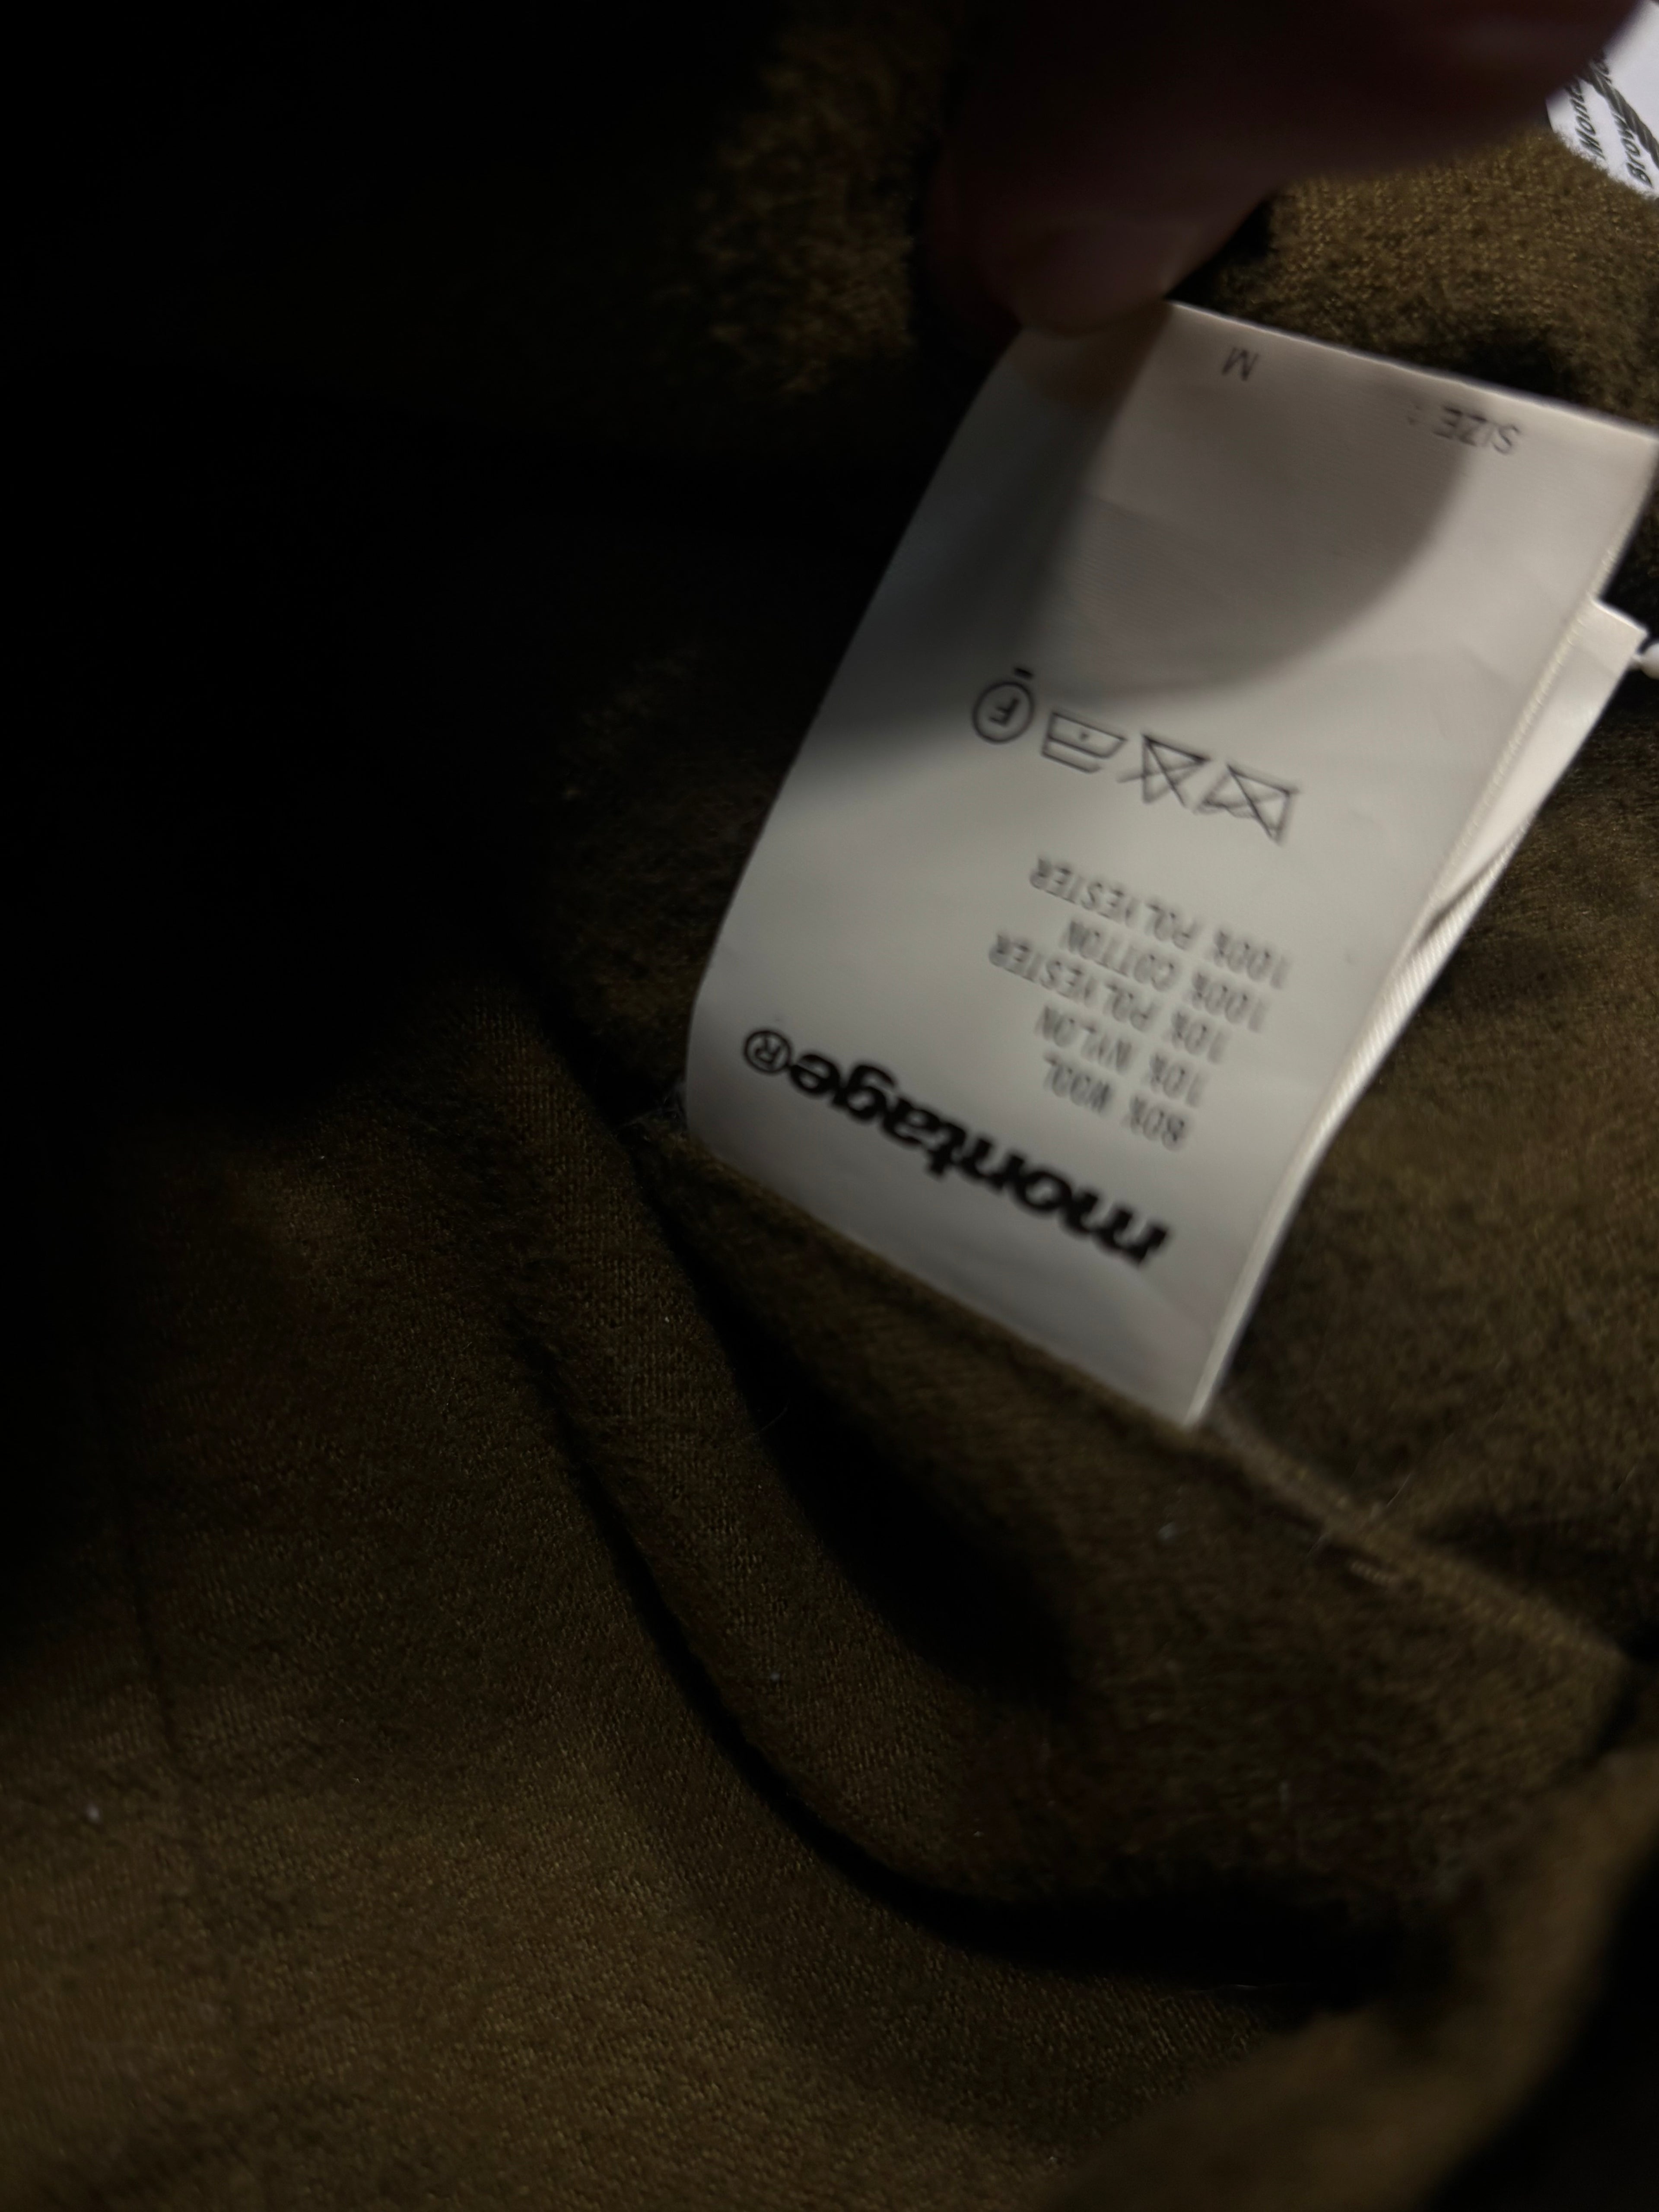 montage®
80% WOOL
10% NYLON
10% POLYESTER
100% COTTON
100% POLYESTER
F
SIZE : M